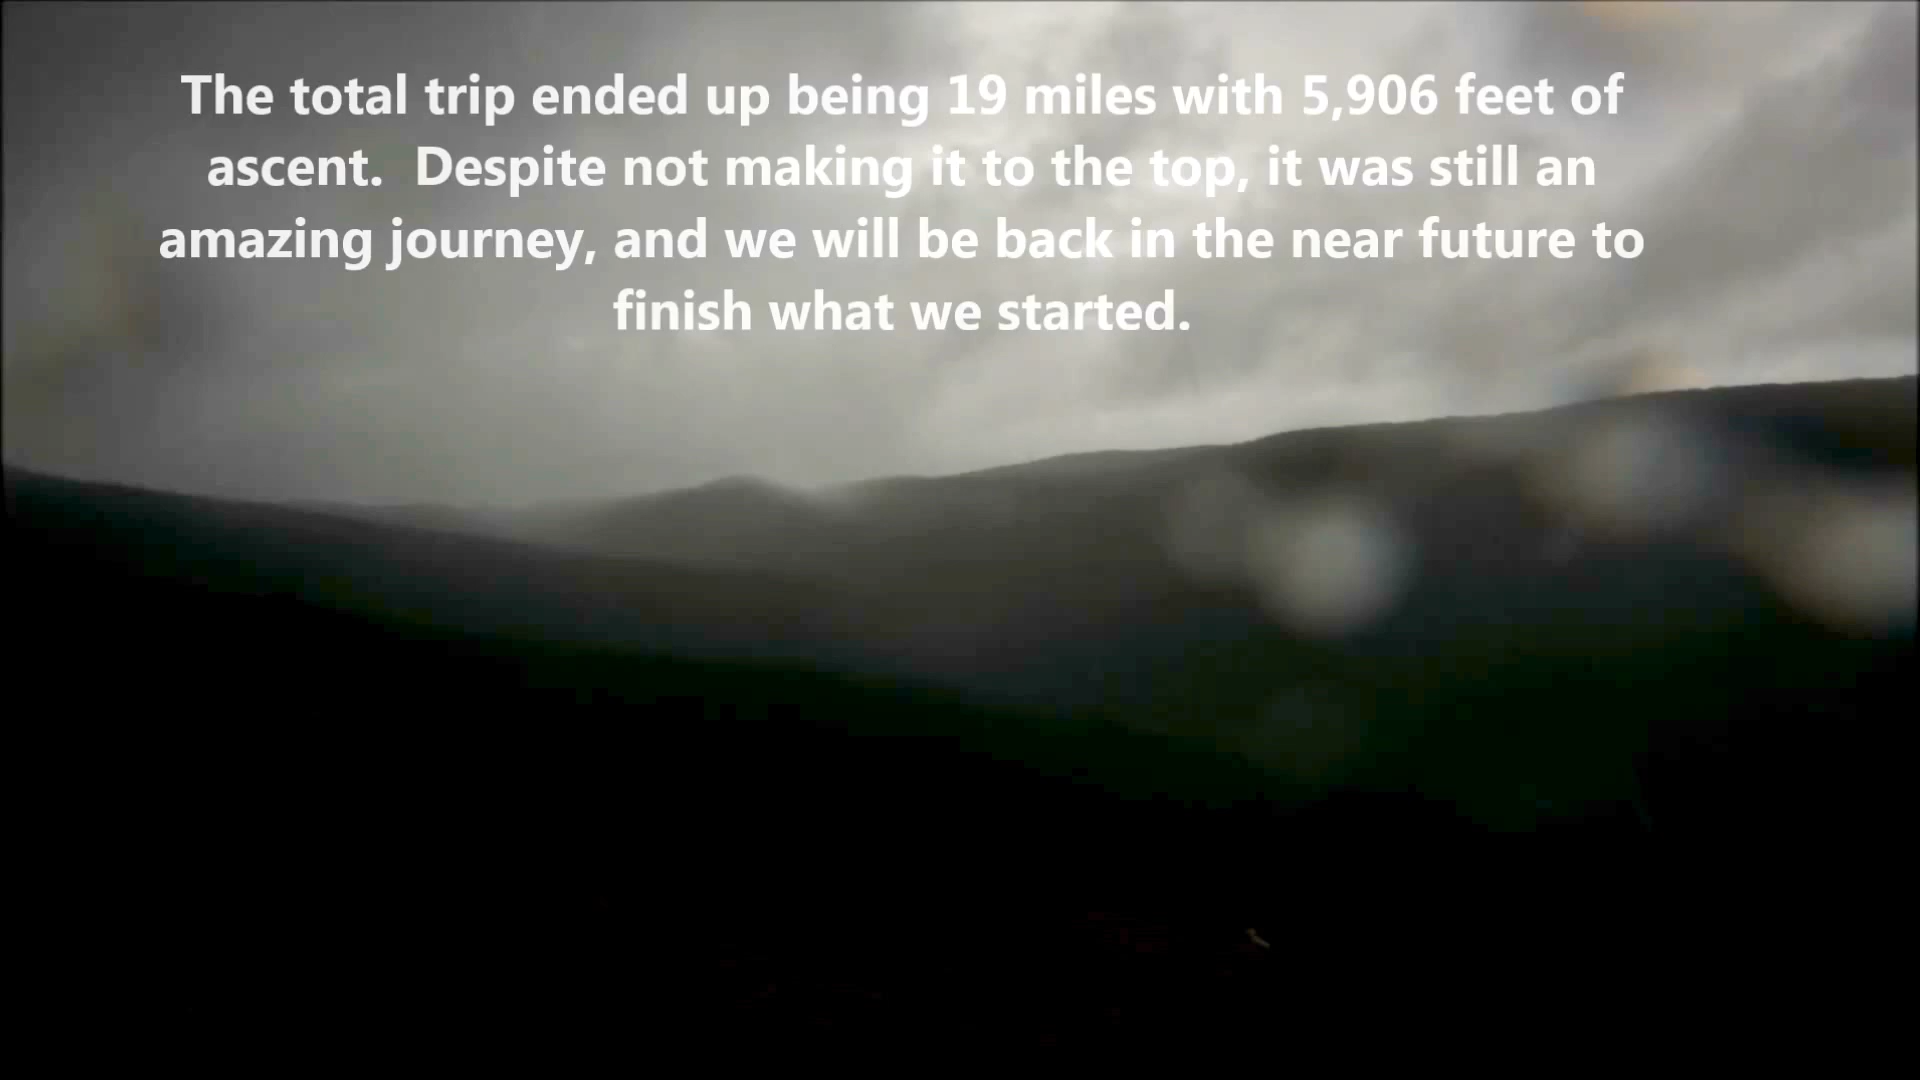 The total trip ended up being 19 miles with 5,906 feet of
ascent.  Despite not making it to the top, it was still an
amazing journey, and we will be back in the near future to
finish what we started.